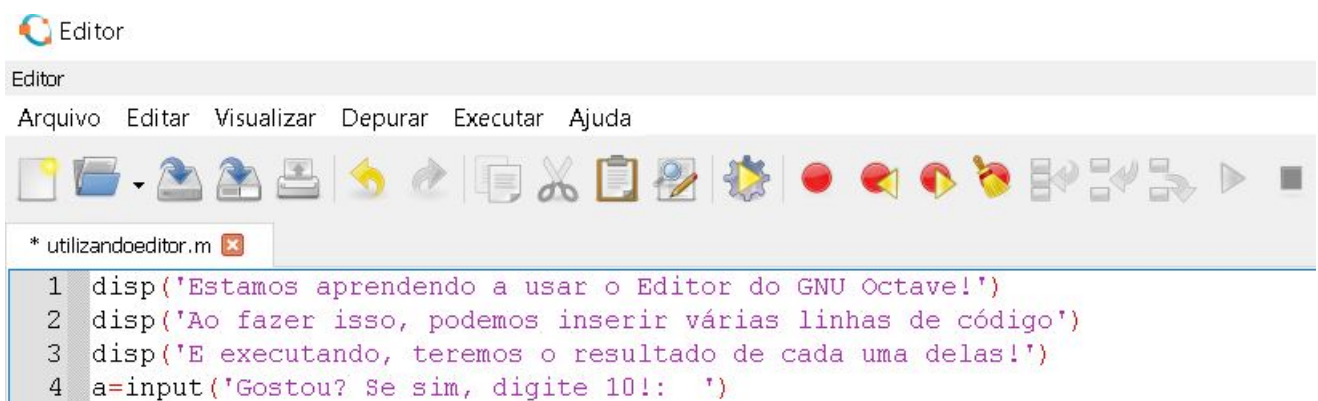 Editor
Editor
Arquivo Editar Visualizar Depurar Executar Ajuda
* utilizandoeditor.m
1 disp('Estamos aprendendo a usar o Editor do GNU Octave!')
2 disp('Ao fazer isso, podemos inserir várias linhas de código')
3 disp('E executando, teremos o resultado de cada uma delas!')
4 a=input('Gostou? Se sim, digite 10!:  ')